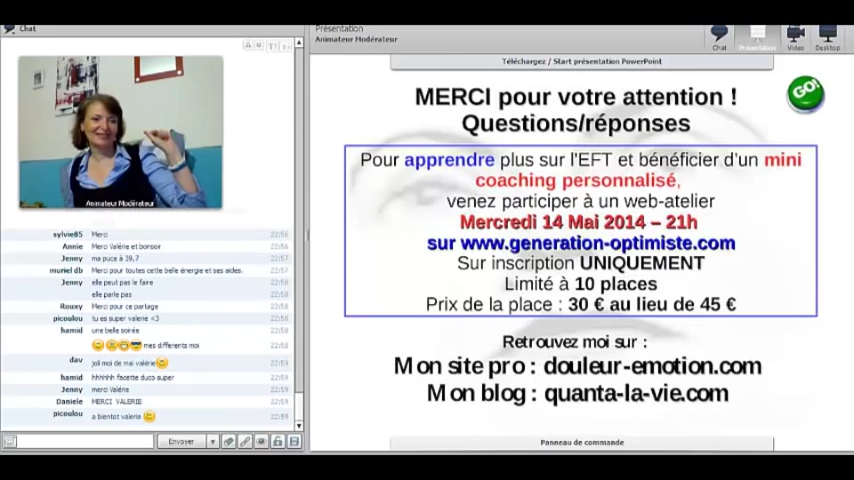 Chat
Présentation
Animateur Modérateur
Chat
Présentation
Video
Desktop
Téléchargez / Start présentation PowerPoint
Animateur Modérateur
sylvie85 Merci 22:56
Annie Merci Valérie et bonsoir 22:56
Jenny ma puce à 39,7 22:57
muriel db Merci pour toutes cette belle énergie et ses aides. 22:57
Jenny elle peut pas le faire 22:58
elle parle pas 22:58
Rouxy Merci pour ce partage 22:58
picoulou tu es super valerie <3 22:58
hamid une belle soirée
mes differents moi 22:58
dav joli moi de mai valérie 22:59
hamid hhhhhh facette duco super 22:59
Jenny merci Valérie 22:59
Daniele MERCI VALERIE 22:59
picoulou a bientot valerie 22:59
Envoyer
MERCI pour votre attention !
Questions/réponses
GO!
Pour apprendre plus sur l'EFT et bénéficier d'un mini
coaching personnalisé,
venez participer à un web-atelier
Mercredi 14 Mai 2014 – 21h
sur www.generation-optimiste.com
Sur inscription UNIQUEMENT
Limité à 10 places
Prix de la place : 30 € au lieu de 45 €
Retrouvez moi sur :
Mon site pro : douleur-emotion.com
Mon blog : quanta-la-vie.com
Panneau de commande